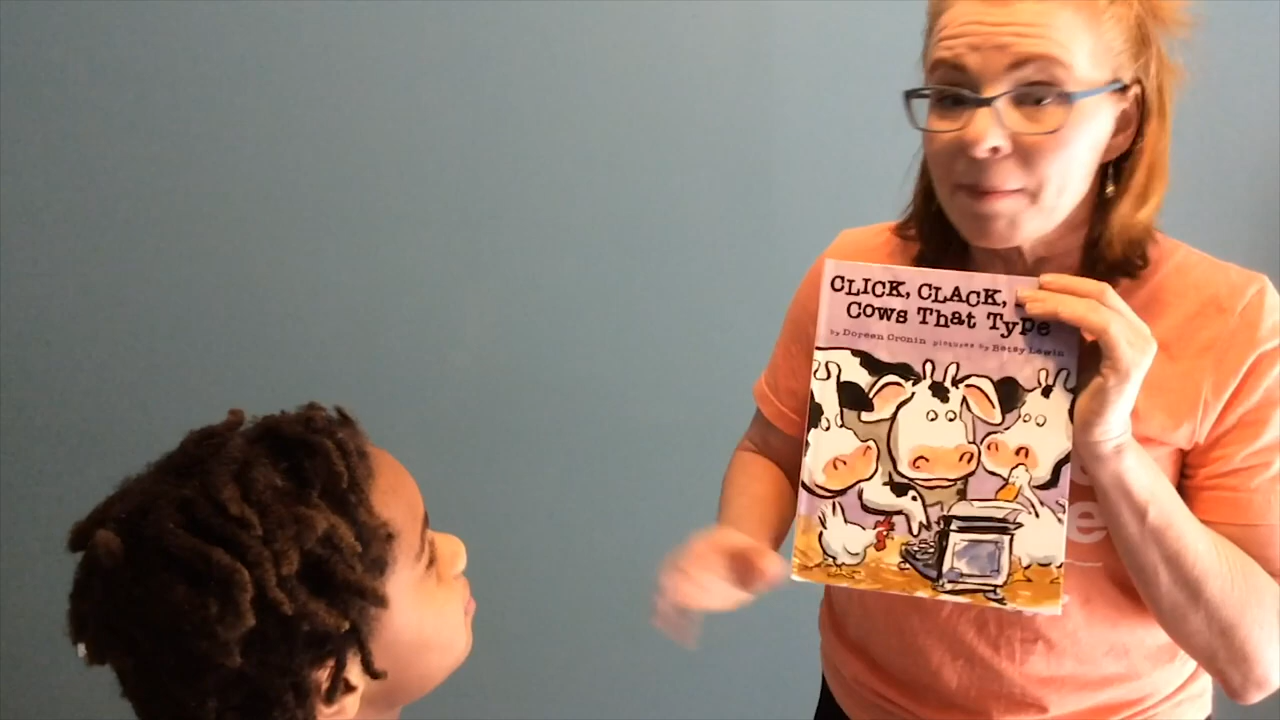 CLICK, CLACK,
Cows That Type
by Doreen Cronin pictures by Betsy Lewin
e